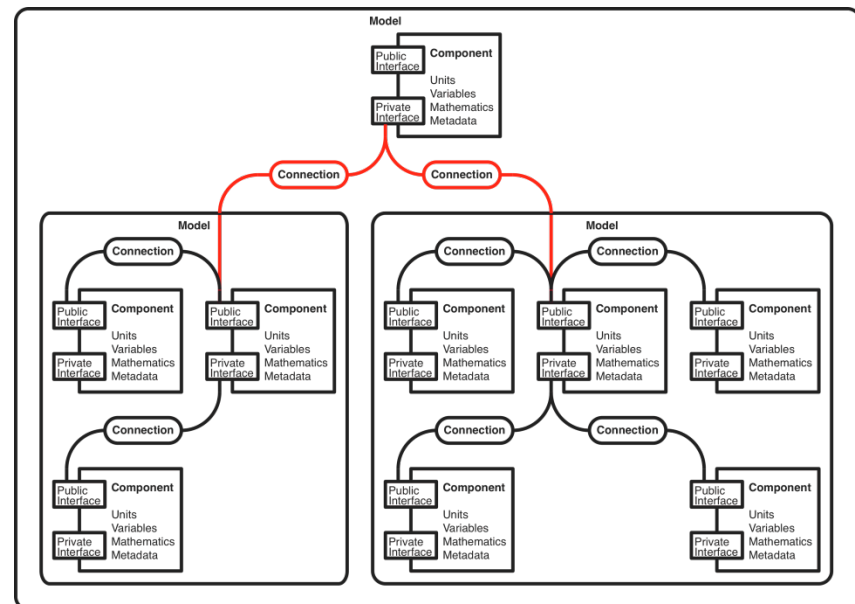 Model
Public
Interface
Component
Units
Variables
Private
Interface
Mathematics
Metadata
Connection
Connection
Model
Connection
Public
Interface
Component
Units
Variables
Private
Interface
Mathematics
Metadata
Public
Interface
Component
Units
Variables
Private
Interface
Mathematics
Metadata
Connection
Public
Interface
Component
Units
Variables
Private
Interface
Mathematics
Metadata
Model
Connection
Connection
Public
Interface
Component
Units
Variables
Private
Interface
Mathematics
Metadata
Public
Interface
Component
Units
Variables
Private
Interface
Mathematics
Metadata
Public
Interface
Component
Units
Variables
Private
Interface
Mathematics
Metadata
Connection
Connection
Public
Interface
Component
Units
Variables
Private
Interface
Mathematics
Metadata
Public
Interface
Component
Units
Variables
Private
Interface
Mathematics
Metadata